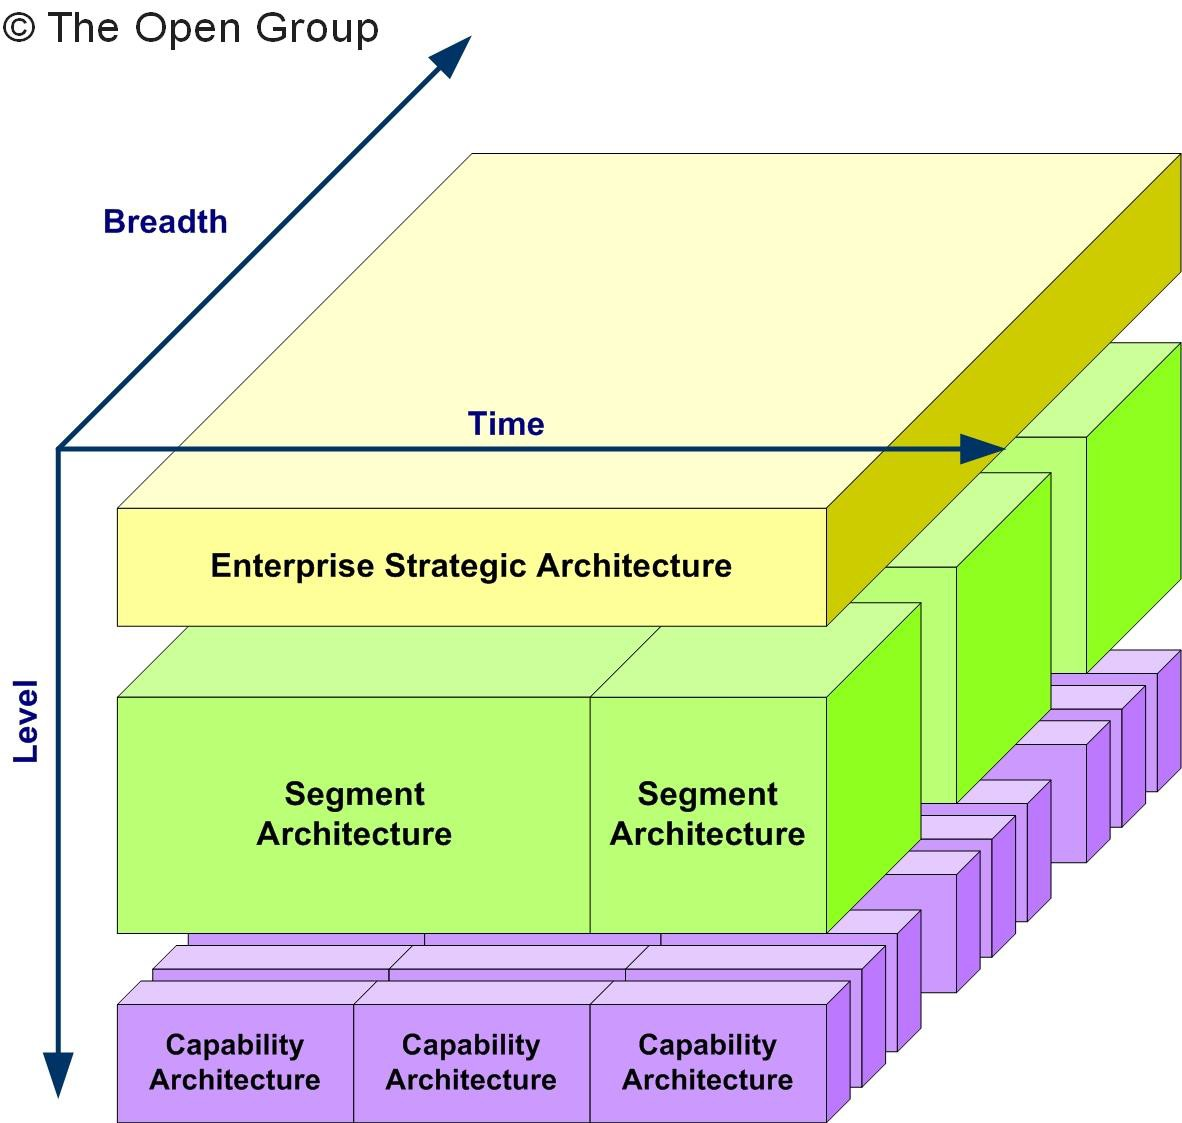 © The Open Group
Breadth
Time
Enterprise Strategic Architecture
Level
Segment
Architecture
Segment
Architecture
Capability
Architecture
Capability
Architecture
Capability
Architecture